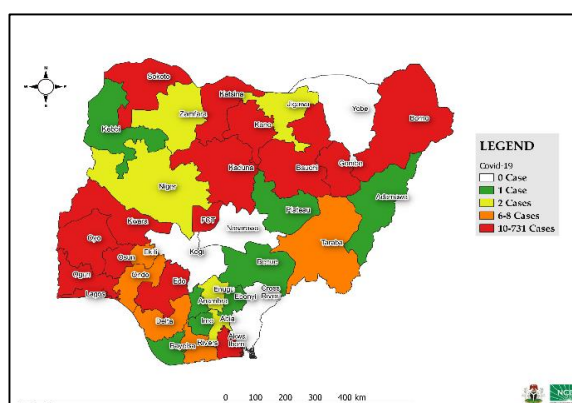 N
Sokoto
Katsina
Jigawa
Yobe
Borno
Zamfara
Kano
Kebbi
LEGEND
Covid-19
0 Case
1 Case
2 Cases
6-8 Cases
10-731 Cases
Kaduna
Bauchi
Gombe
Niger
Adamawa
Plateau
FCT
Kwara
Nasarawa
Taraba
Oyo
Kogi
Ekiti
Osun
Benue
Ondo
Ogun
Edo
Enugu
Cross
River
Lagos
Anambra
Ebonyi
Delta
Imo
Abia
Akwa
Ibom
Bayelsa
Rivers
0 50 100 200 300 400 km